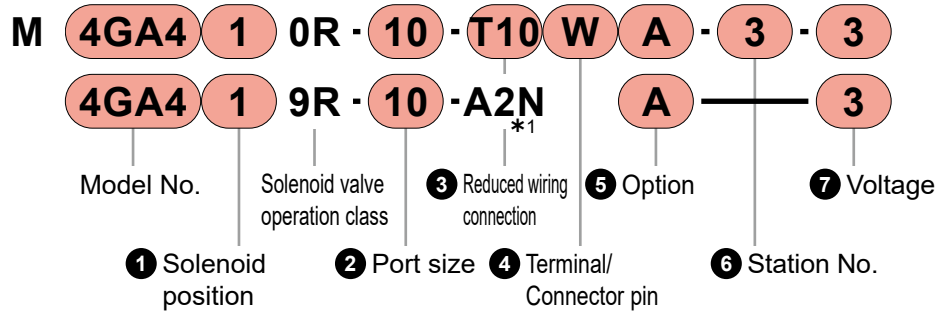 M 4GA4 1 0R - 10 - T10 W A - 3 - 3
4GA4 1 9R - 10 - A2N A 3
*1
Model No.
Solenoid valve
operation class
3 Reduced wiring
connection
5 Option
7 Voltage
1 Solenoid
position
2 Port size
4 Terminal/
Connector pin
6 Station No.